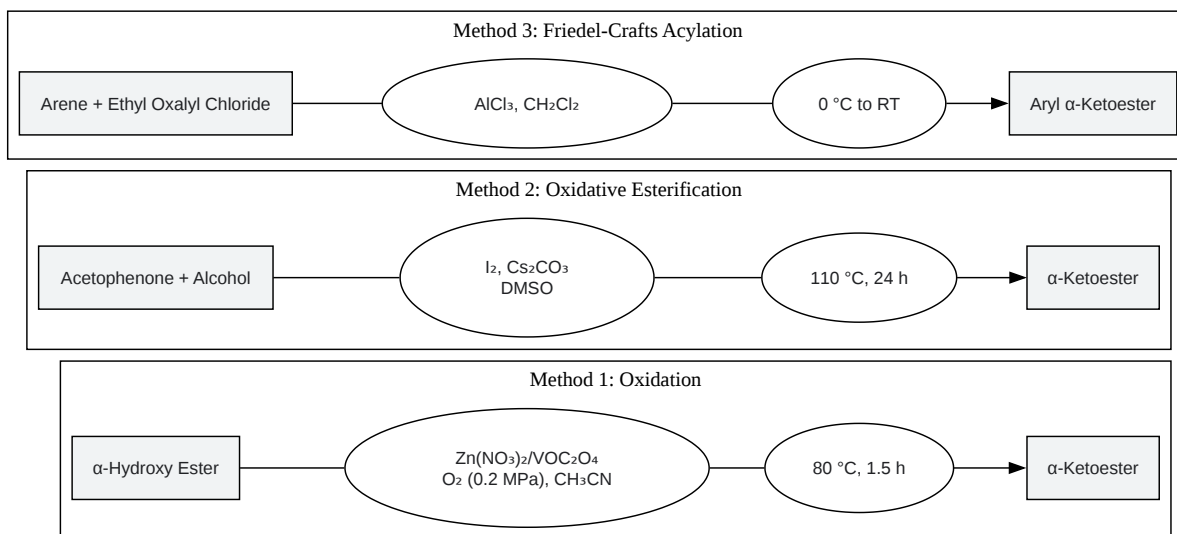 Method 3: Friedel-Crafts Acylation
Arene + Ethyl Oxalyl Chloride
AlCl₃, CH₂Cl₂
0 °C to RT
Aryl α-Ketoester
Method 2: Oxidative Esterification
Acetophenone + Alcohol
I₂, Cs₂CO₃
DMSO
110 °C, 24 h
α-Ketoester
Method 1: Oxidation
α-Hydroxy Ester
Zn(NO₃)₂/VOC₂O₄
O₂ (0.2 MPa), CH₃CN
80 °C, 1.5 h
α-Ketoester